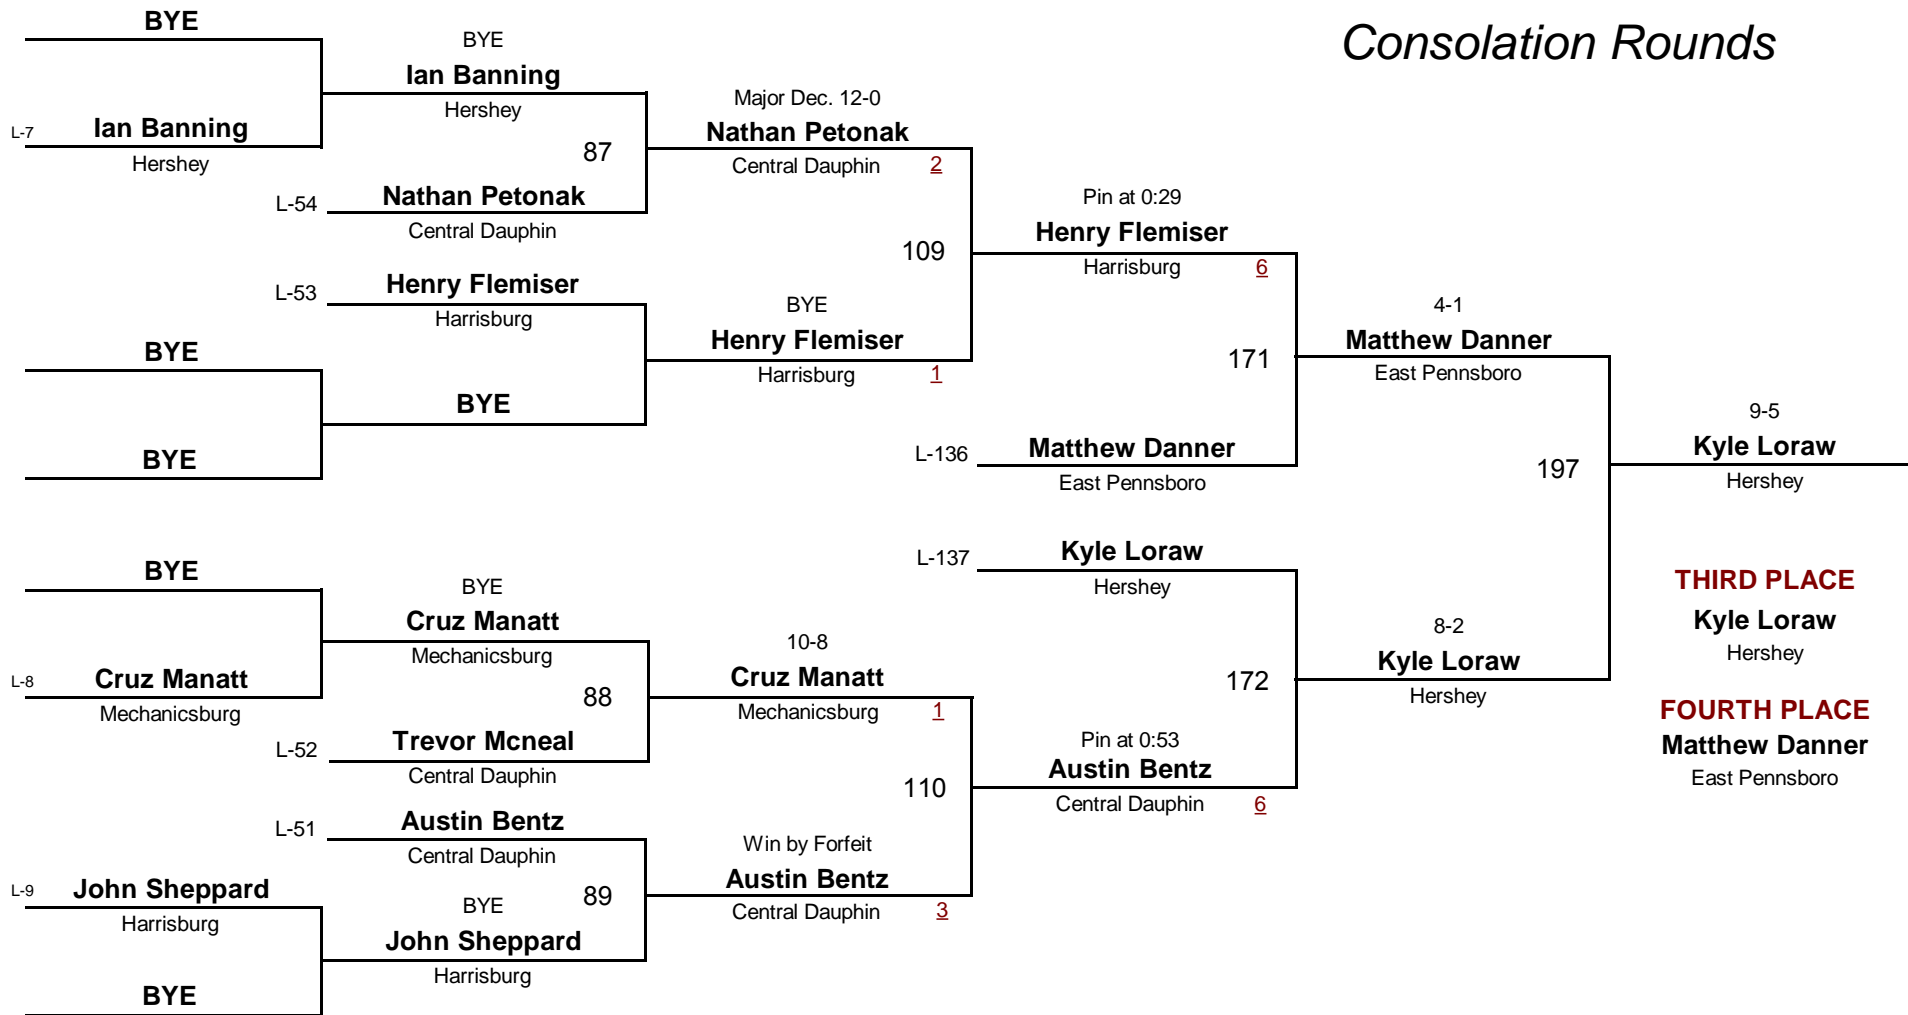 Consolation Rounds
BYE
L-7
Ian Banning
Hershey
BYE
BYE
BYE
L-8
Cruz Manatt
Mechanicsburg
L-9
John Sheppard
Harrisburg
BYE
BYE
Ian Banning
Hershey
87
L-54
Nathan Petonak
Central Dauphin
L-53
Henry Flemiser
Harrisburg
BYE
BYE
Cruz Manatt
Mechanicsburg
88
L-52
Trevor Mcneal
Central Dauphin
L-51
Austin Bentz
Central Dauphin
89
BYE
John Sheppard
Harrisburg
Major Dec. 12-0
Nathan Petonak
Central Dauphin 2
109
BYE
Henry Flemiser
Harrisburg 1
10-8
Cruz Manatt
Mechanicsburg 1
110
Win by Forfeit
Austin Bentz
Central Dauphin 3
Pin at 0:29
Henry Flemiser
Harrisburg 6
171
L-136
Matthew Danner
East Pennsboro
L-137
Kyle Loraw
Hershey
172
Pin at 0:53
Austin Bentz
Central Dauphin 6
4-1
Matthew Danner
East Pennsboro
197
8-2
Kyle Loraw
Hershey
9-5
Kyle Loraw
Hershey
THIRD PLACE
Kyle Loraw
Hershey
FOURTH PLACE
Matthew Danner
East Pennsboro